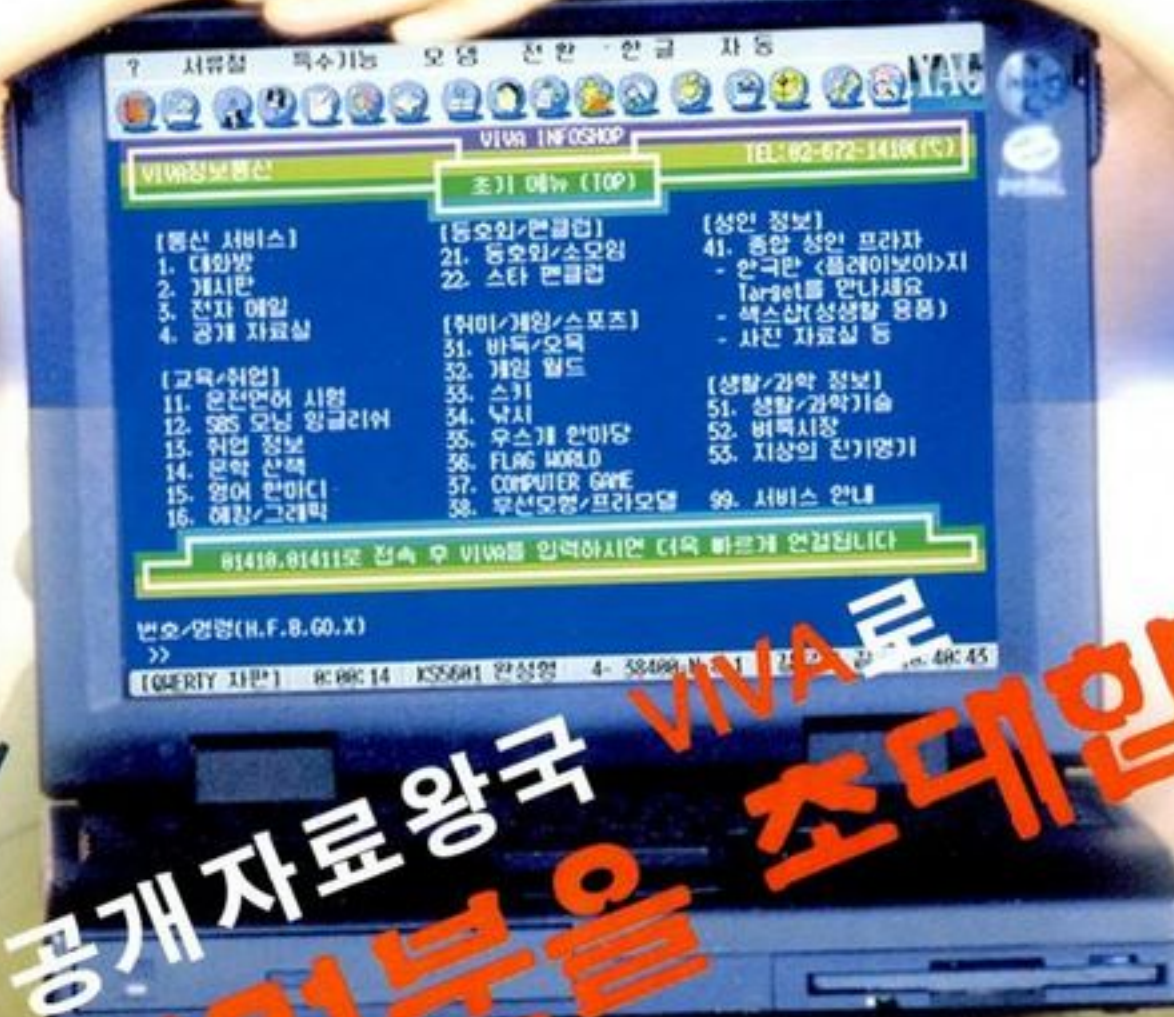 ? 서류철 특수기능 모뎀 전환 한글 자동
VIVA INFOSHOP
VIVA정보통신
초기 메뉴 (TOP)
TEL:02-672-1410(代)
[통신 서비스]
1. 대화방
2. 게시판
3. 전자 메일
4. 공개 자료실
[교육/취업]
11. 운전면허 시험
12. SBS 모닝 잉글리쉬
13. 취업 정보
14. 문학 산책
15. 영어 한마디
16. 해킹/그래픽
[동호회/팬클럽]
21. 동호회/소모임
22. 스타 팬클럽
[취미/게임/스포츠]
31. 바둑/오목
32. 게임 월드
33. 스키
34. 낚시
35. 우스개 한마당
36. FLAG WORLD
37. COMPUTER GAME
38. 무선모형/프라모델
[성인 정보]
41. 종합 성인 프라자
- 한국판 <플레이보이>지
Target를 만나세요
- 섹스샵(성생활 용품)
- 사진 자료실 등
[생활/과학 정보]
51. 생활/과학기술
52. 벼룩시장
53. 지상의 진기명기
99. 서비스 안내
01410,01411로 접속 후 VIVA를 입력하시면 더욱 빠르게 연결됩니다
번호/명령(H.F.B.GO.X)
>>
[QWERTY 자판] 0:00:14 KS5601 완성형 4- 58400 :40:43
공개자료왕국 VIVA로
초대합